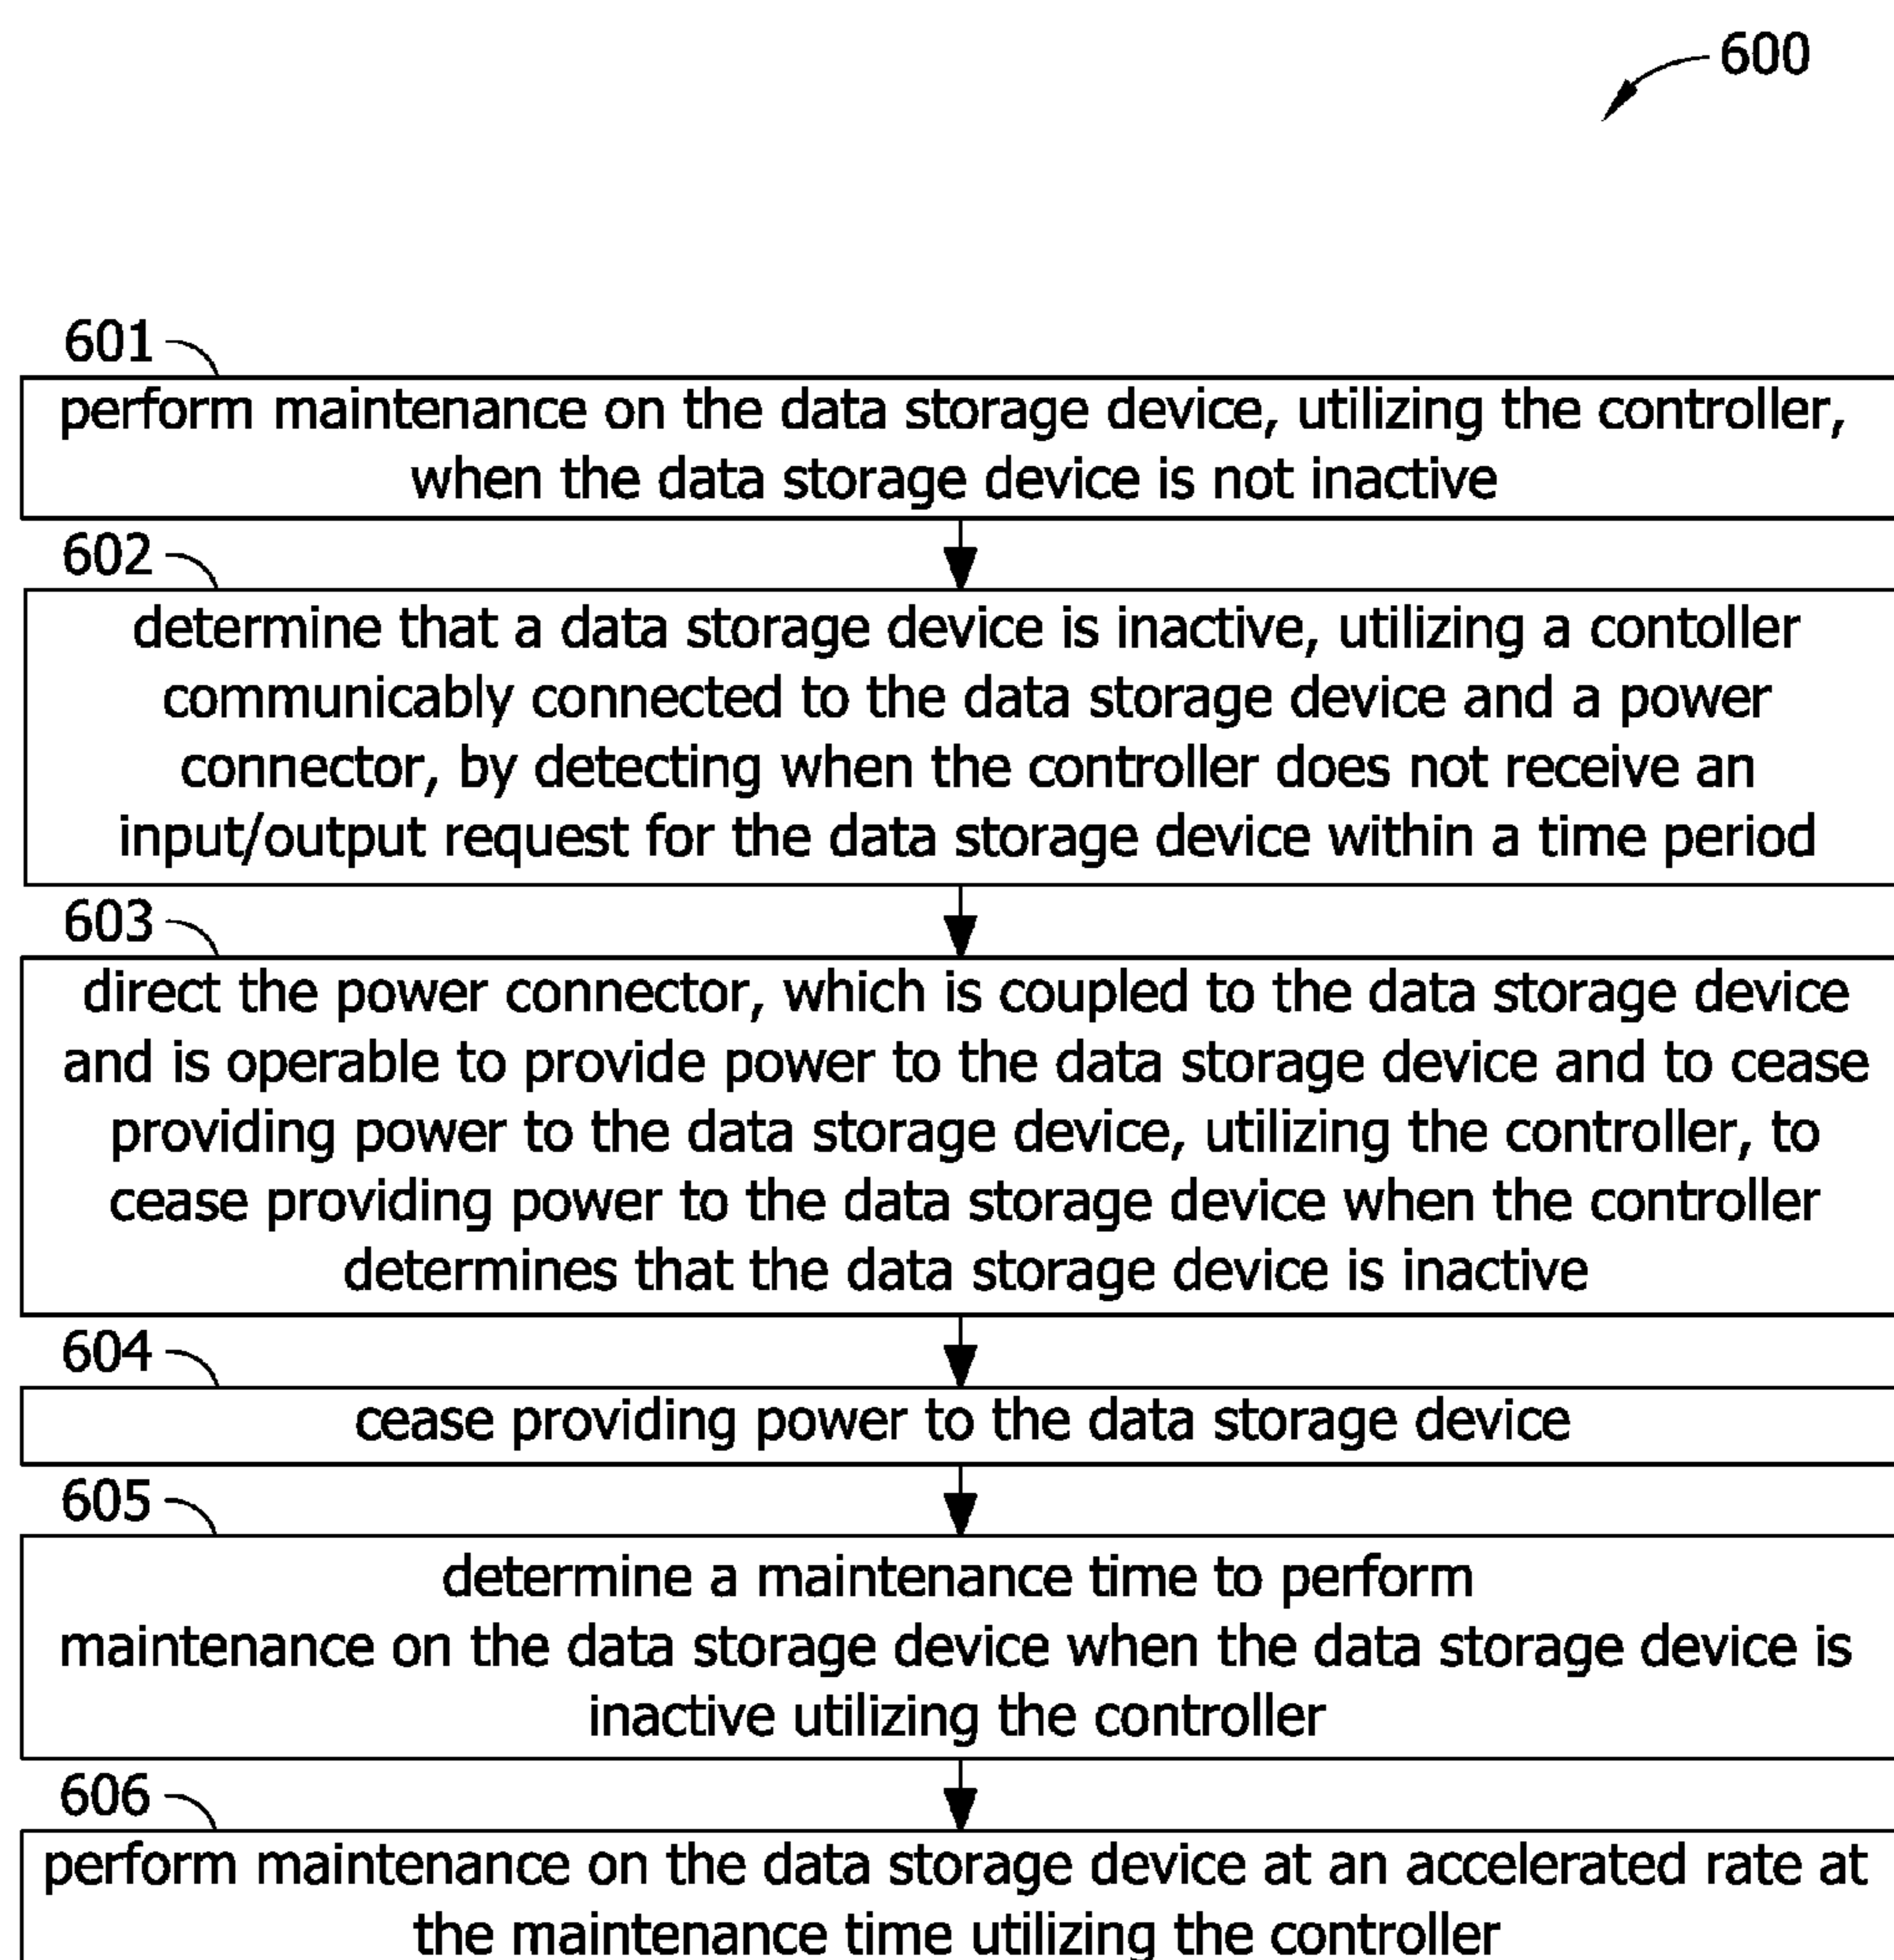 600
601
perform maintenance on the data storage device, utilizing the controller,
when the data storage device is not inactive
602
determine that a data storage device is inactive, utilizing a contoller
communicably connected to the data storage device and a power
connector, by detecting when the controller does not receive an
input/output request for the data storage device within a time period
603
direct the power connector, which is coupled to the data storage device
and is operable to provide power to the data storage device and to cease
providing power to the data storage device, utilizing the controller, to
cease providing power to the data storage device when the controller
determines that the data storage device is inactive
604
cease providing power to the data storage device
605
determine a maintenance time to perform
maintenance on the data storage device when the data storage device is
inactive utilizing the controller
606
perform maintenance on the data storage device at an accelerated rate at
the maintenance time utilizing the controller